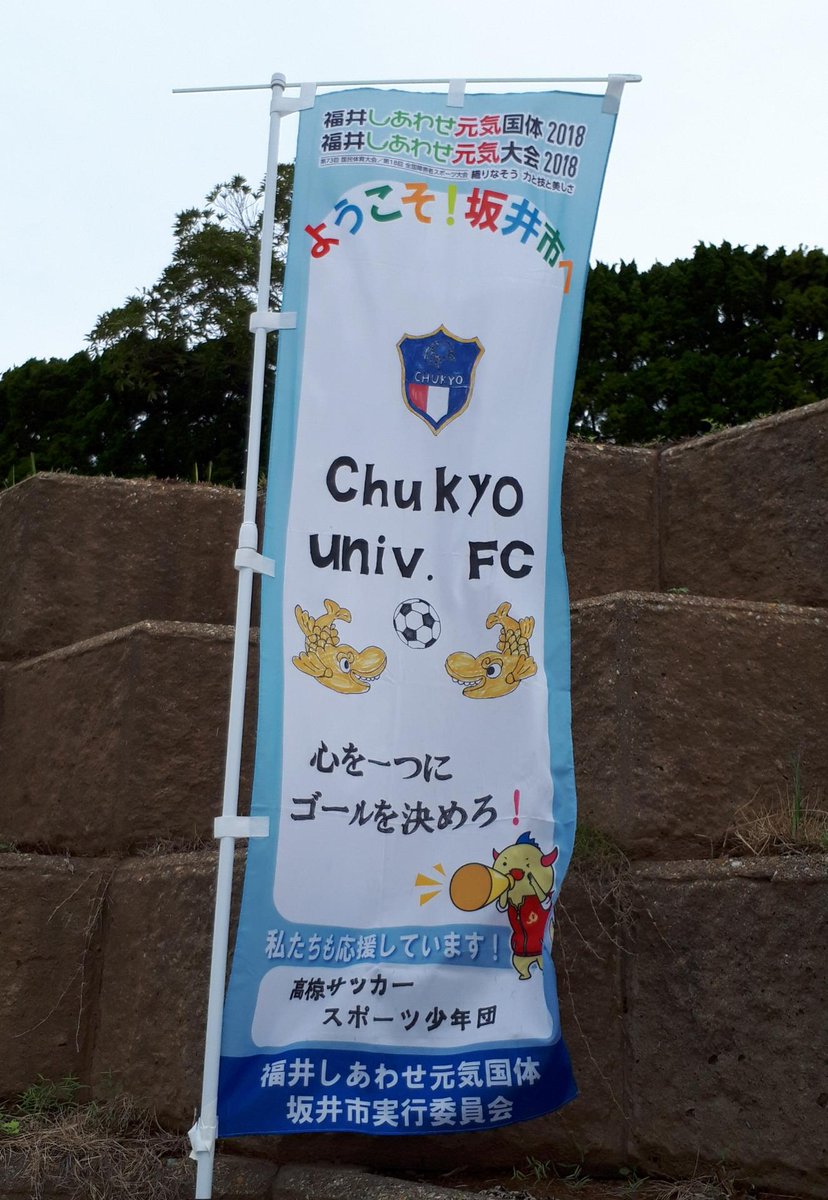 福井しあわせ元気国体2018
福井しあわせ元気大会2018
第73回 国民体育大会/第18回 全国障害者スポーツ大会 織りなそう 力と技と美しさ
ようこそ!坂井市へ
CHUKYO
Chukyo
univ. FC
心を一つに
ゴールを決めろ!
私たちも応援しています!
高椋サッカー
スポーツ少年団
福井しあわせ元気国体
坂井市実行委員会